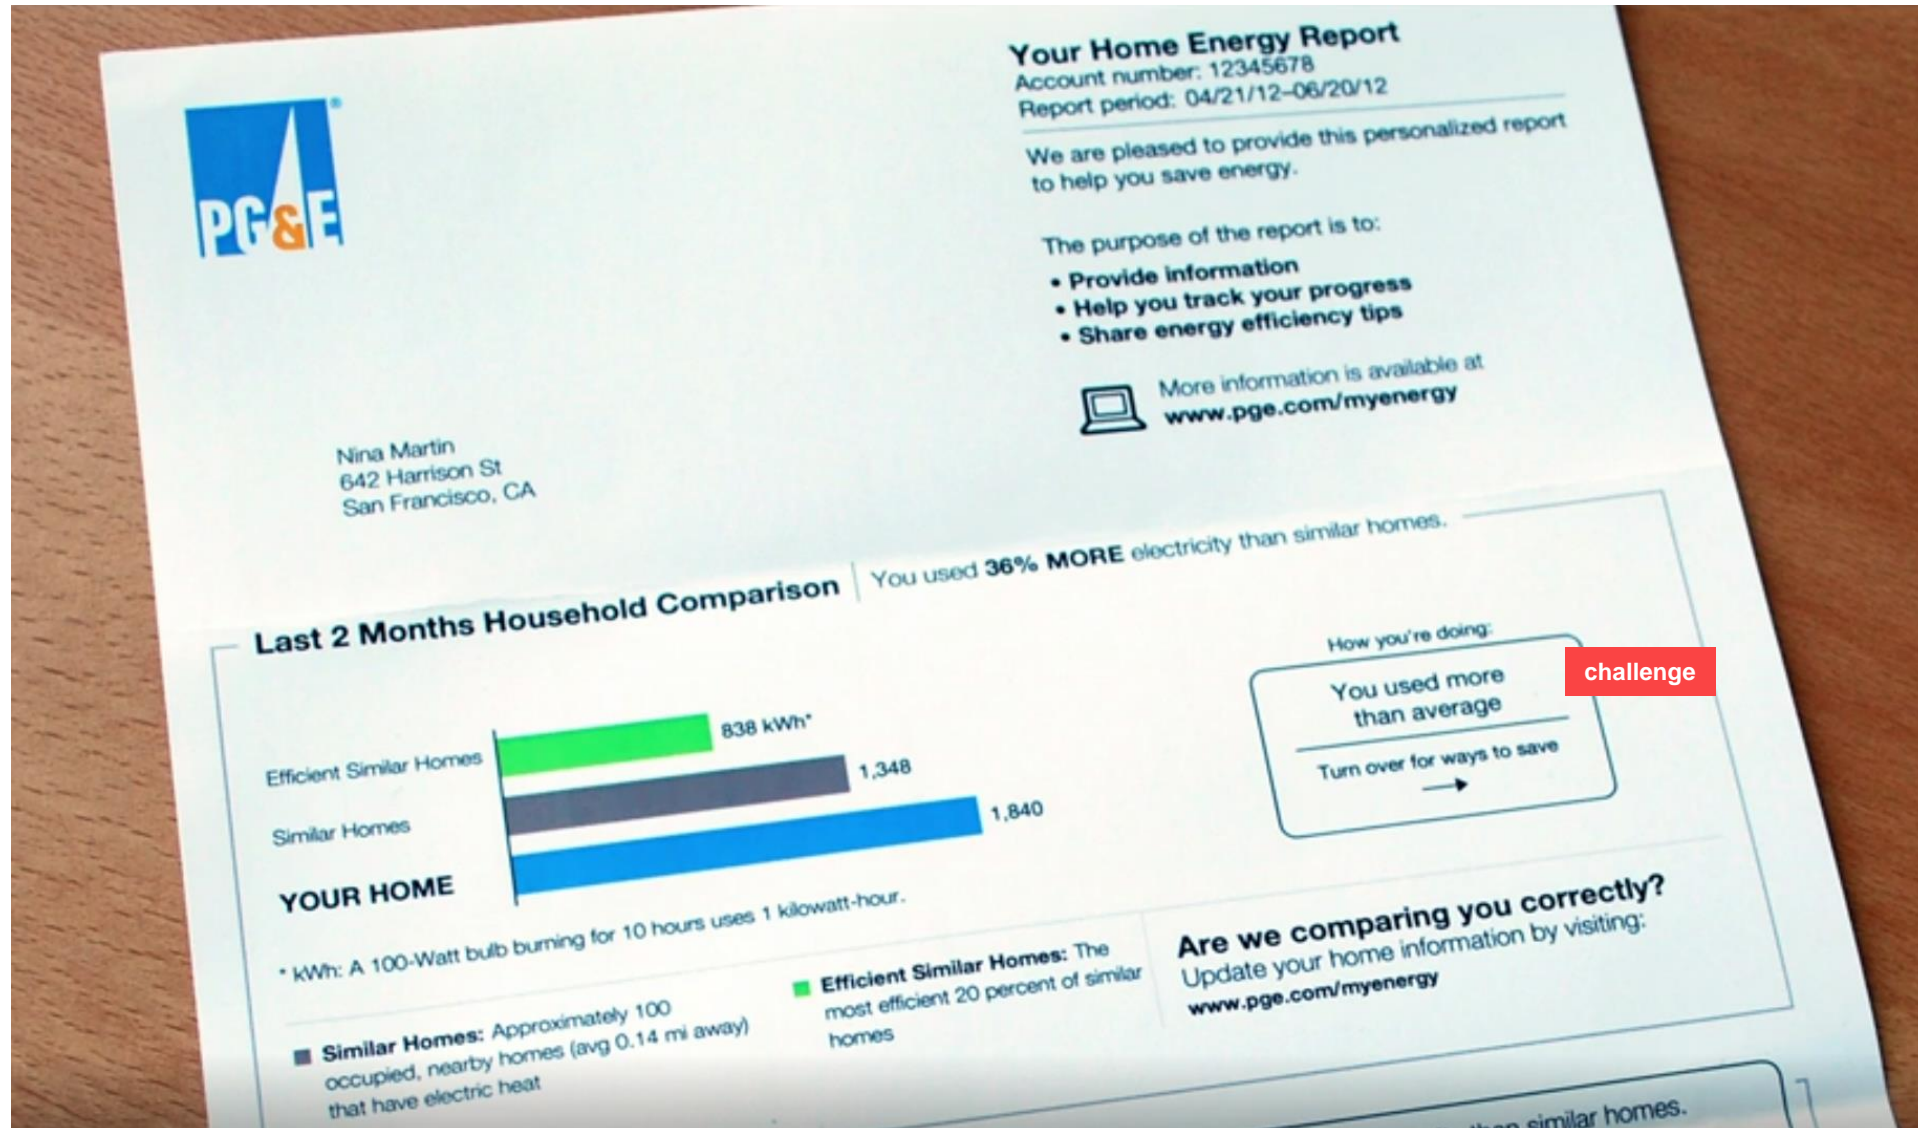 PG&E®
Your Home Energy Report
Account number: 12345678
Report period: 04/21/12–06/20/12
We are pleased to provide this personalized report
to help you save energy.
The purpose of the report is to:
• Provide information
• Help you track your progress
• Share energy efficiency tips
More information is available at
www.pge.com/myenergy
Nina Martin
642 Harrison St
San Francisco, CA
Last 2 Months Household Comparison
You used 36% MORE electricity than similar homes.
Efficient Similar Homes 838 kWh*
Similar Homes 1,348
YOUR HOME 1,840
* kWh: A 100-Watt bulb burning for 10 hours uses 1 kilowatt-hour.
How you're doing:
You used more
than average
Turn over for ways to save
challenge
Similar Homes: Approximately 100
occupied, nearby homes (avg 0.14 mi away)
that have electric heat
Efficient Similar Homes: The
most efficient 20 percent of similar
homes
Are we comparing you correctly?
Update your home information by visiting:
www.pge.com/myenergy
similar homes.